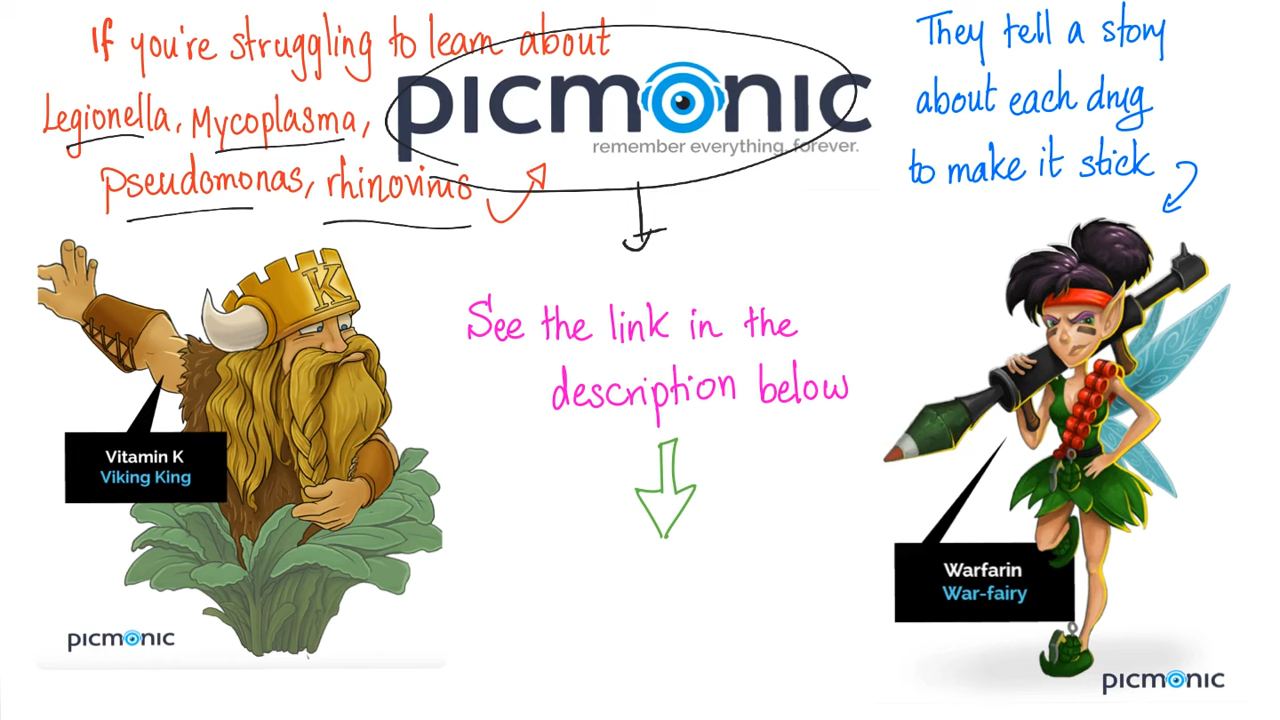 If you're struggling to learn about
Legionella, Mycoplasma,
Pseudomonas, rhinovirus
picmonic
remember everything, forever.
They tell a story
about each drug
to make it stick
See the link in the
description below
K
Vitamin K
Viking King
picmonic
Warfarin
War-fairy
picmonic